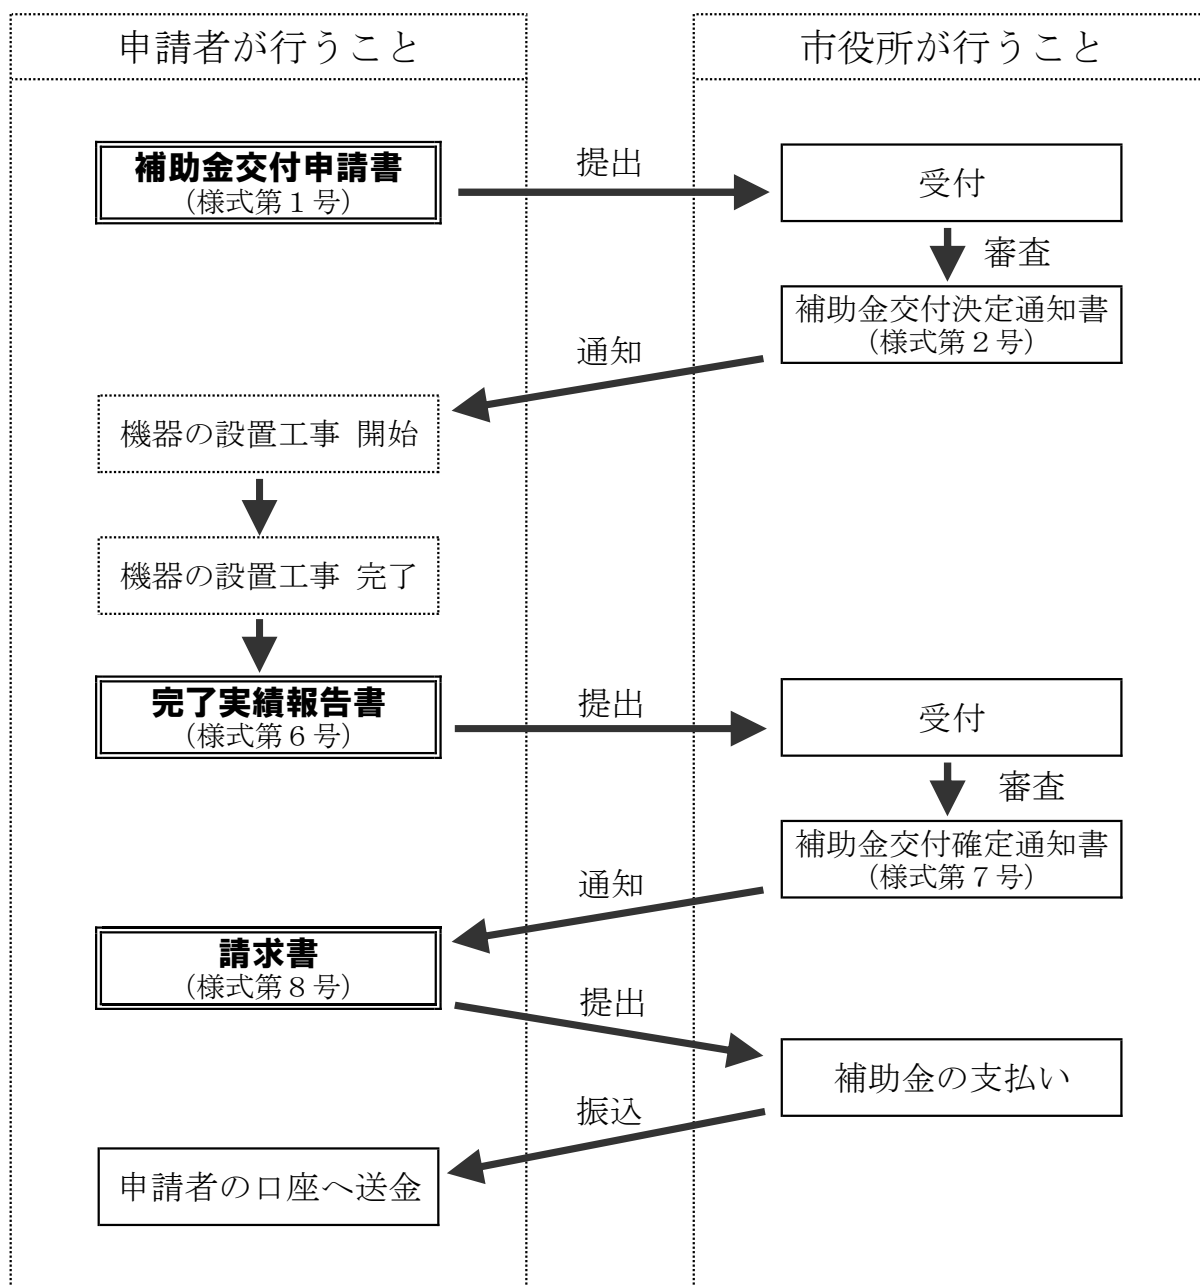 申請者が行うこと
市役所が行うこと
補助金交付申請書
(様式第１号)
提出
受付
審査
補助金交付決定通知書
(様式第２号)
通知
機器の設置工事 開始
機器の設置工事 完了
完了実績報告書
(様式第６号)
提出
受付
審査
補助金交付確定通知書
(様式第７号)
通知
請求書
(様式第８号)
提出
補助金の支払い
振込
申請者の口座へ送金